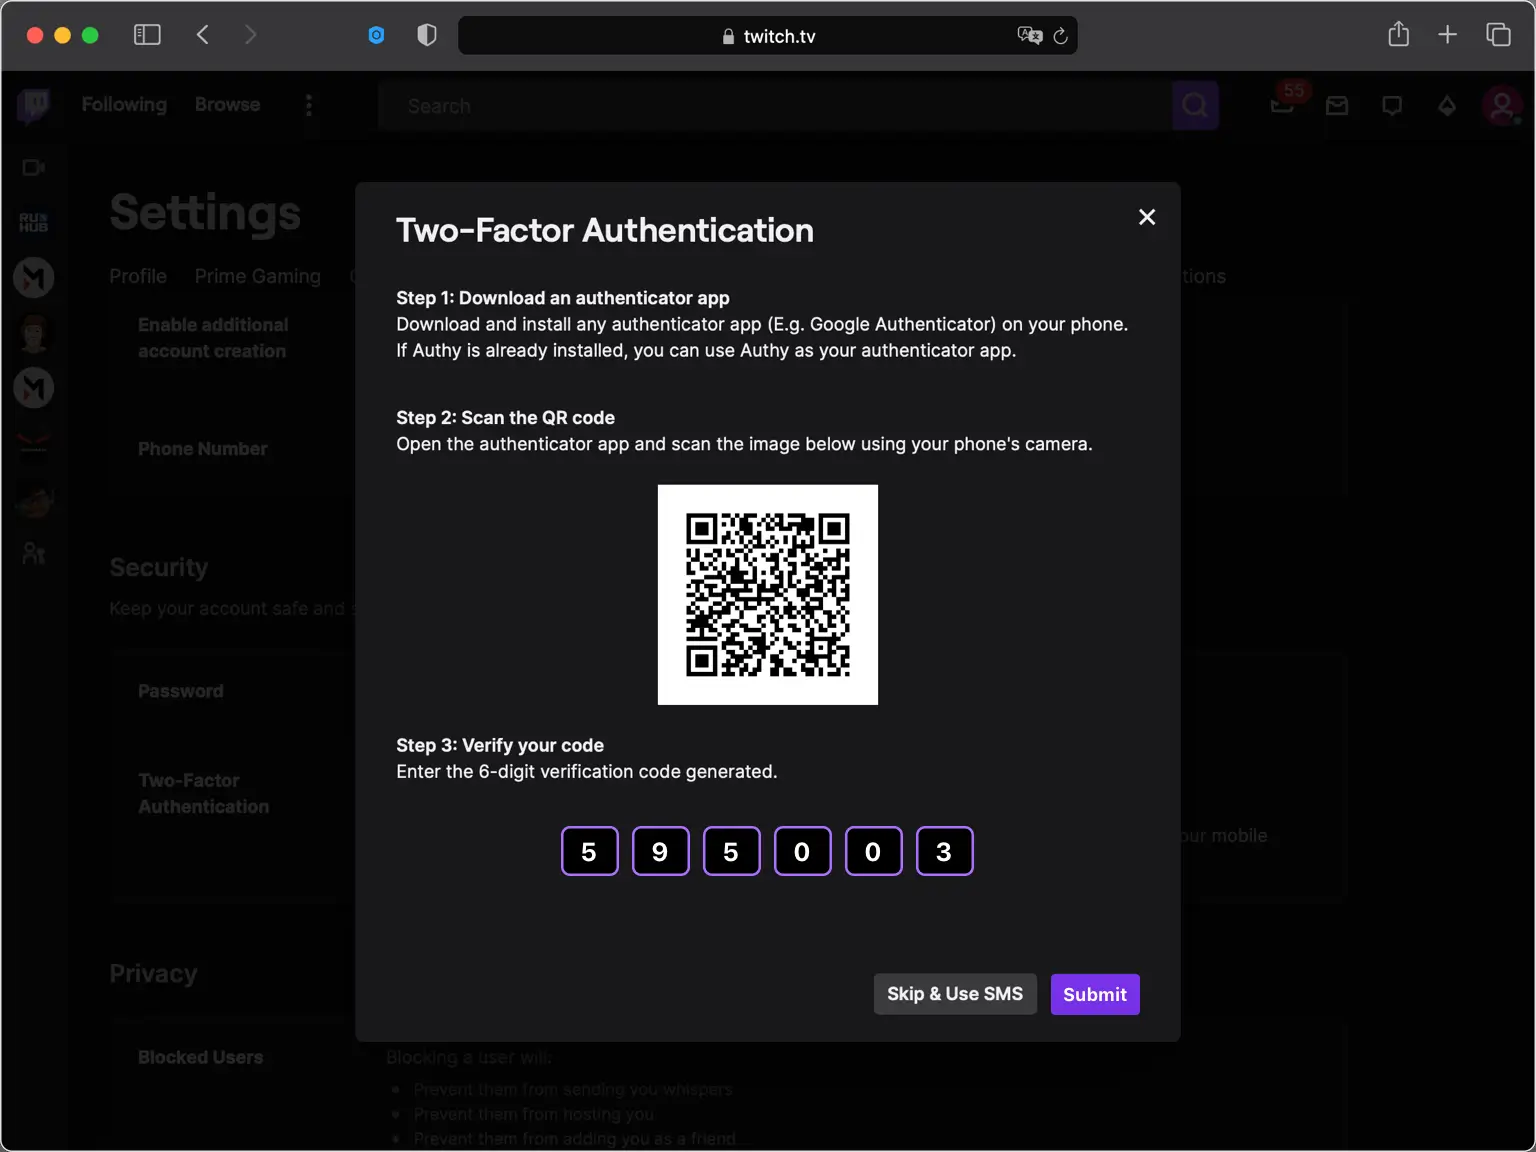 twitch.tv
Following Browse
Search
55
RU HUB
Settings
Profile Prime Gaming
tions
Enable additional
account creation
Phone Number
Security
Keep your account safe and s
Password
Two-Factor
Authentication
our mobile
Privacy
Blocked Users
Blocking a user will:
Prevent them from sending you whispers
Prevent them from hosting you
Prevent them from adding you as a friend...
Two-Factor Authentication
Step 1: Download an authenticator app
Download and install any authenticator app (E.g. Google Authenticator) on your phone.
If Authy is already installed, you can use Authy as your authenticator app.
Step 2: Scan the QR code
Open the authenticator app and scan the image below using your phone's camera.
Step 3: Verify your code
Enter the 6-digit verification code generated.
5 9 5 0 0 3
Skip & Use SMS Submit